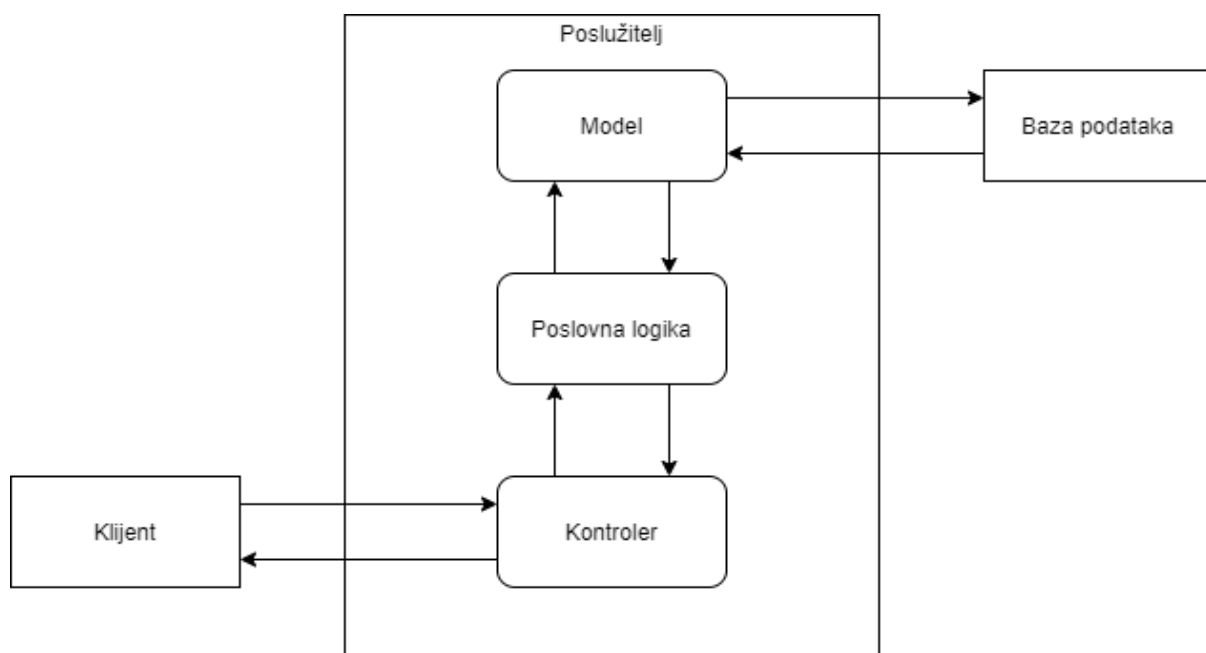 Poslužitelj
Model
Baza podataka
Poslovna logika
Klijent
Kontroler